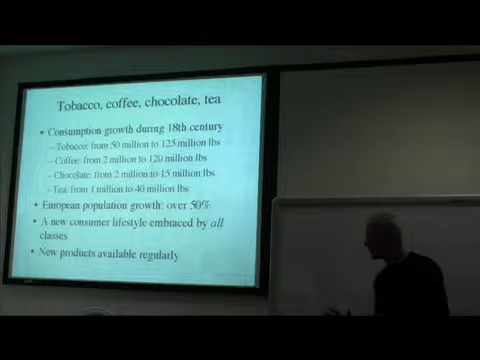 Tobacco, coffee, chocolate, tea
• Consumption growth during 18th century
– Tobacco: from 50 million to 125 million lbs
– Coffee: from 2 million to 120 million lbs
– Chocolate: from 2 million to 15 million lbs
– Tea: from 1 million to 40 million lbs
• European population growth: over 50%
• A new consumer lifestyle embraced by all
classes
• New products available regularly